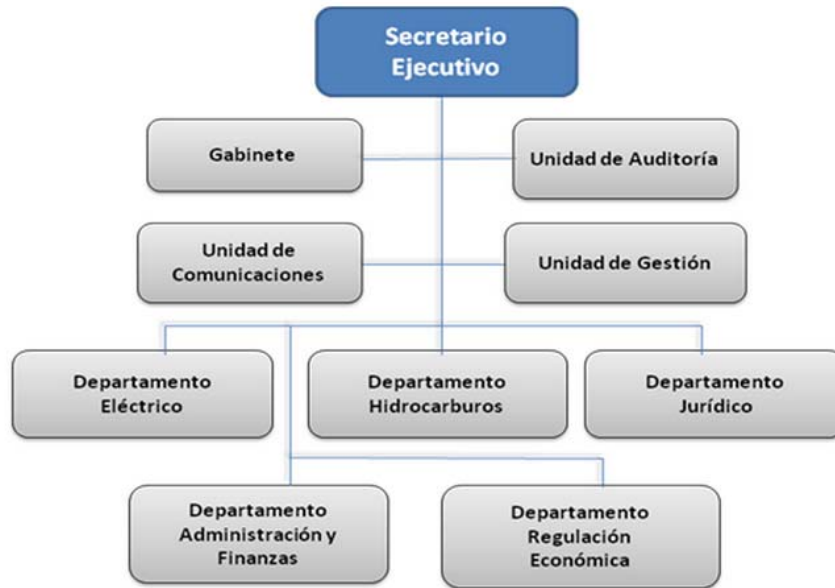 Secretario
Ejecutivo
Gabinete
Unidad de Auditoría
Unidad de
Comunicaciones
Unidad de Gestión
Departamento
Eléctrico
Departamento
Hidrocarburos
Departamento
Jurídico
Departamento
Administración y
Finanzas
Departamento
Regulación
Económica